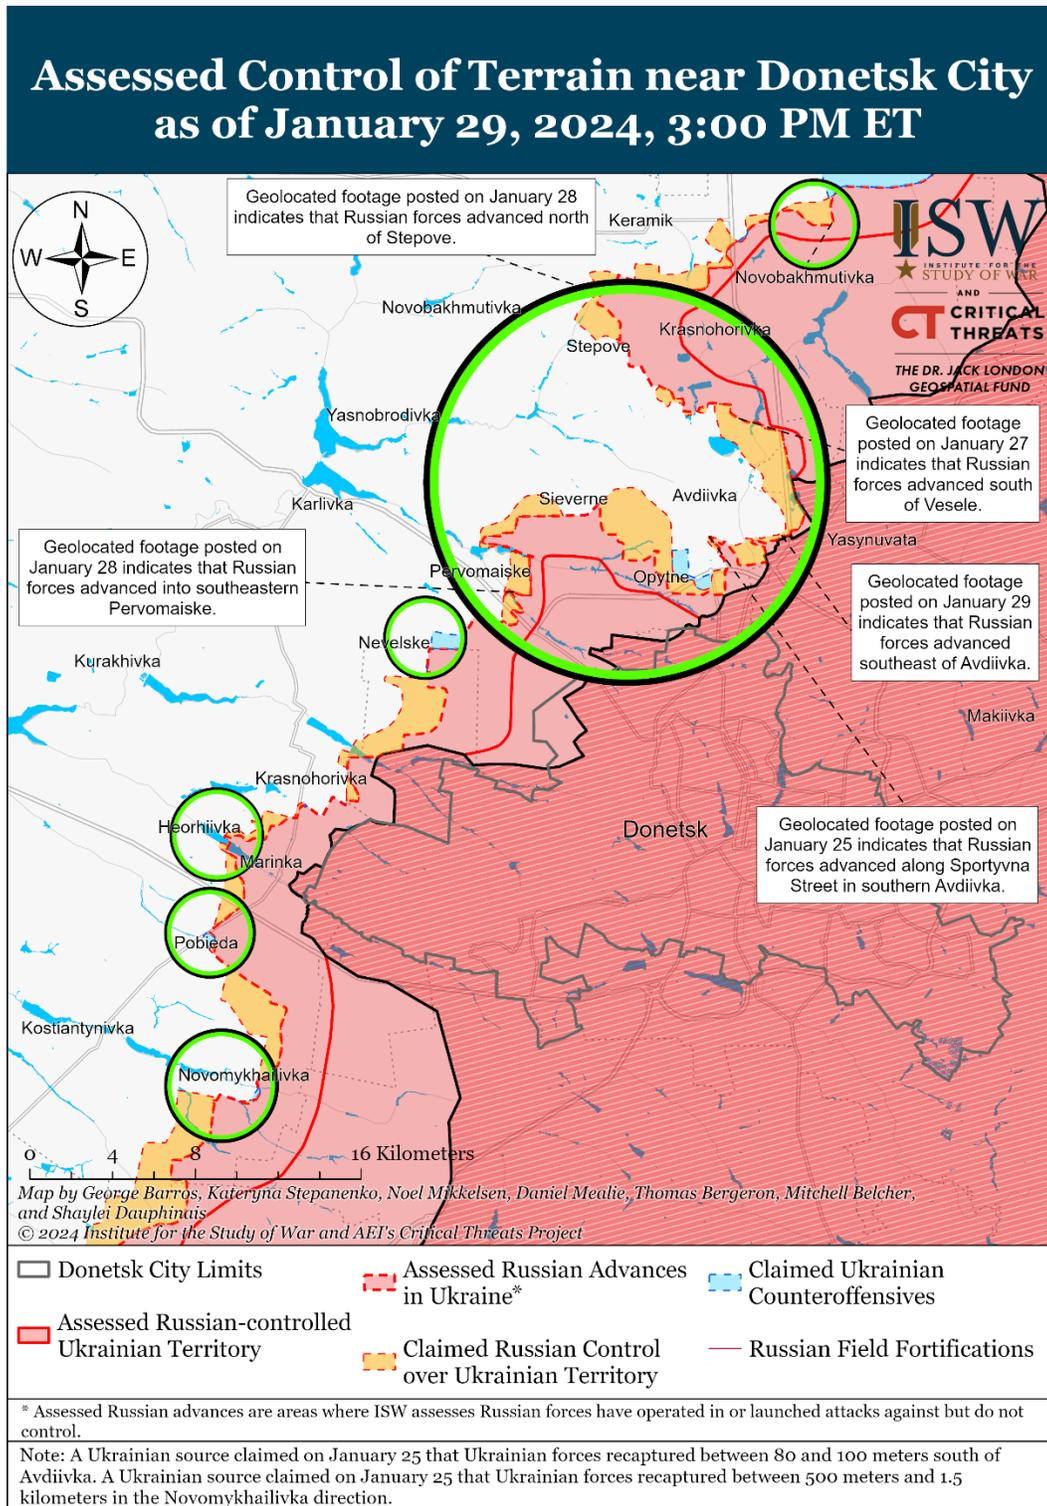 Assessed Control of Terrain near Donetsk City
as of January 29, 2024, 3:00 PM ET
N
W
E
S
Geolocated footage posted on January 28
indicates that Russian forces advanced north
of Stepove.
Keramik
ISW
INSTITUTE FOR THE
STUDY OF WAR
AND
CT CRITICAL
THREATS
THE DR. JACK LONDON
GEOSPATIAL FUND
Novobakhmutivka
Novobakhmutivka
Krasnohorivka
Stepove
Yasnobrodivka
Geolocated footage
posted on January 27
indicates that Russian
forces advanced south
of Vesele.
Karlivka
Sieverne
Avdiivka
Yasynuvata
Geolocated footage posted on
January 28 indicates that Russian
forces advanced into southeastern
Pervomaiske.
Pervomaiske
Opytne
Geolocated footage
posted on January 29
indicates that Russian
forces advanced
southeast of Avdiivka.
Nevelske
Kurakhivka
Makiivka
Krasnohorivka
Heorhiivka
Marinka
Donetsk
Geolocated footage posted on
January 25 indicates that Russian
forces advanced along Sportyvna
Street in southern Avdiivka.
Pobieda
Kostiantynivka
Novomykhailivka
0 4 8 16 Kilometers
Map by George Barros, Kateryna Stepanenko, Noel Mikkelsen, Daniel Mealie, Thomas Bergeron, Mitchell Belcher,
and Shaylei Dauphinais
© 2024 Institute for the Study of War and AEI's Critical Threats Project
Donetsk City Limits
Assessed Russian-controlled
Ukrainian Territory
Assessed Russian Advances
in Ukraine*
Claimed Russian Control
over Ukrainian Territory
Claimed Ukrainian
Counteroffensives
Russian Field Fortifications
* Assessed Russian advances are areas where ISW assesses Russian forces have operated in or launched attacks against but do not
control.
Note: A Ukrainian source claimed on January 25 that Ukrainian forces recaptured between 80 and 100 meters south of
Avdiivka. A Ukrainian source claimed on January 25 that Ukrainian forces recaptured between 500 meters and 1.5
kilometers in the Novomykhailivka direction.